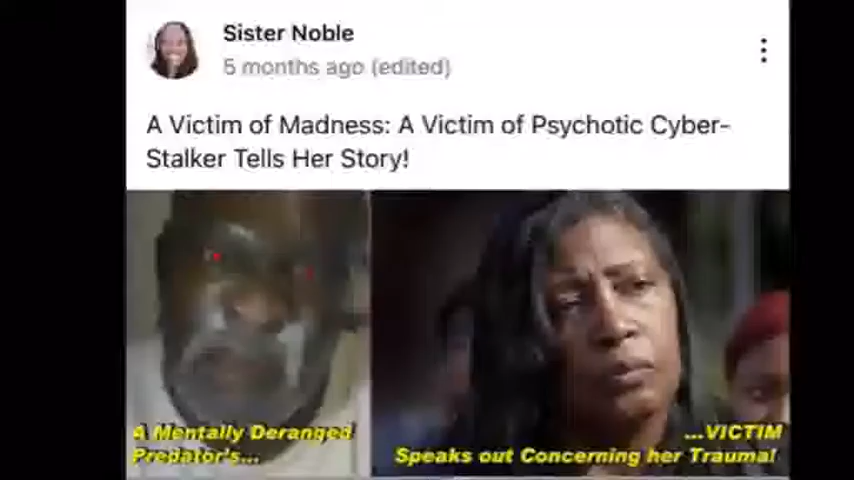 Sister Noble
5 months ago (edited)
A Victim of Madness: A Victim of Psychotic Cyber-
Stalker Tells Her Story!
A Mentally Deranged
Predator's...
...VICTIM
Speaks out Concerning her Trauma!